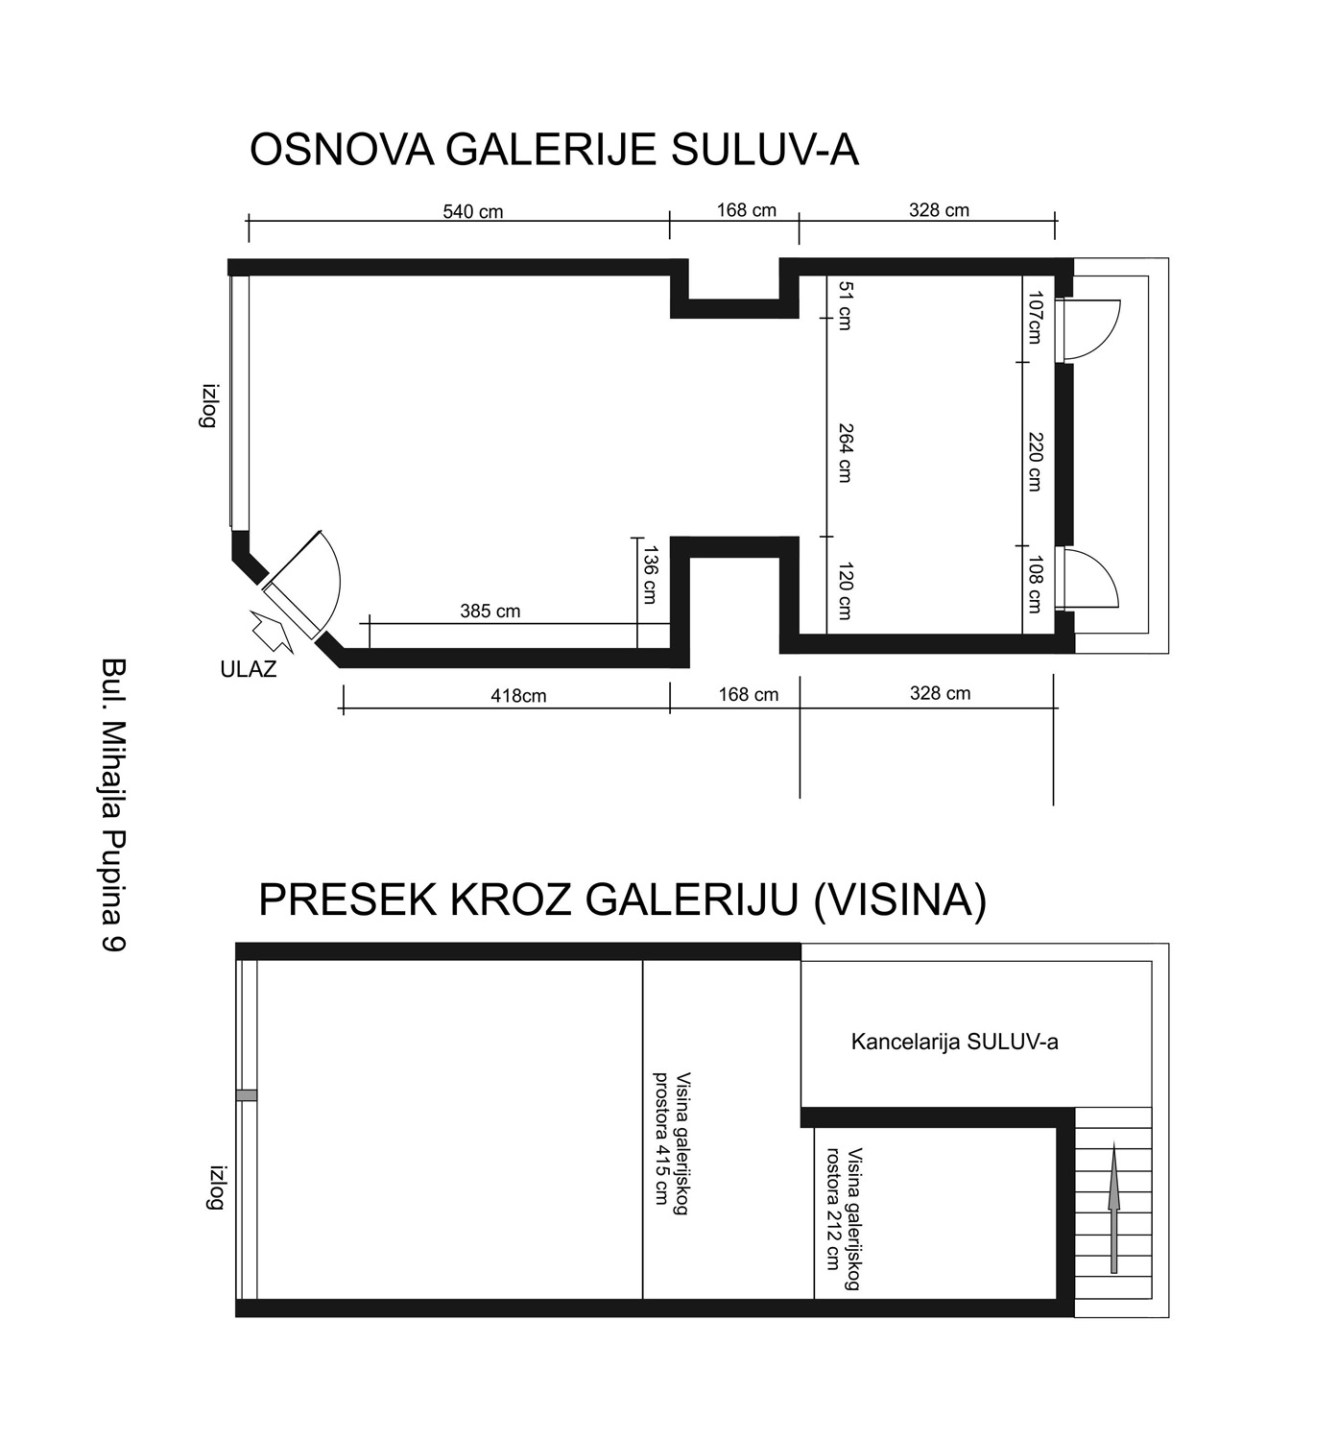 OSNOVA GALERIJE SULUV-A
540 cm
168 cm
328 cm
51 cm
107cm
izlog
264 cm
220 cm
136 cm
120 cm
108 cm
385 cm
ULAZ
418cm
168 cm
328 cm
Bul. Mihajla Pupina 9
PRESEK KROZ GALERIJU (VISINA)
Kancelarija SULUV-a
Visina galerijskog
prostora 415 cm
Visina galerijskog
rostora 212 cm
izlog